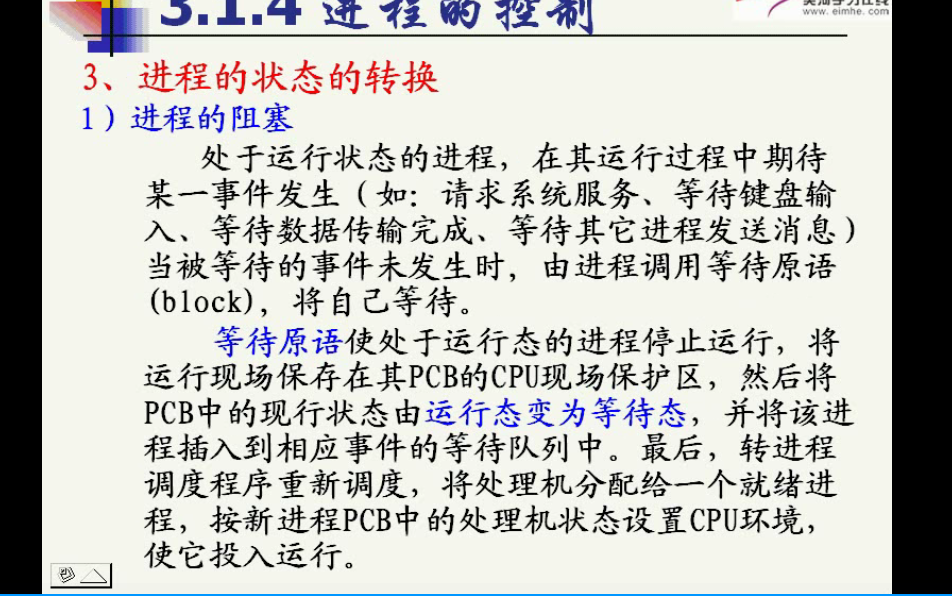 3.1.4 进程的控制
www.eimhe.com
3、进程的状态的转换
1）进程的阻塞
处于运行状态的进程，在其运行过程中期待
某一事件发生（如：请求系统服务、等待键盘输
入、等待数据传输完成、等待其它进程发送消息）
当被等待的事件未发生时，由进程调用等待原语
(block)，将自己等待。
等待原语使处于运行态的进程停止运行，将
运行现场保存在其PCB的CPU现场保护区，然后将
PCB中的现行状态由运行态变为等待态，并将该进
程插入到相应事件的等待队列中。最后，转进程
调度程序重新调度，将处理机分配给一个就绪进
程，按新进程PCB中的处理机状态设置CPU环境，
使它投入运行。